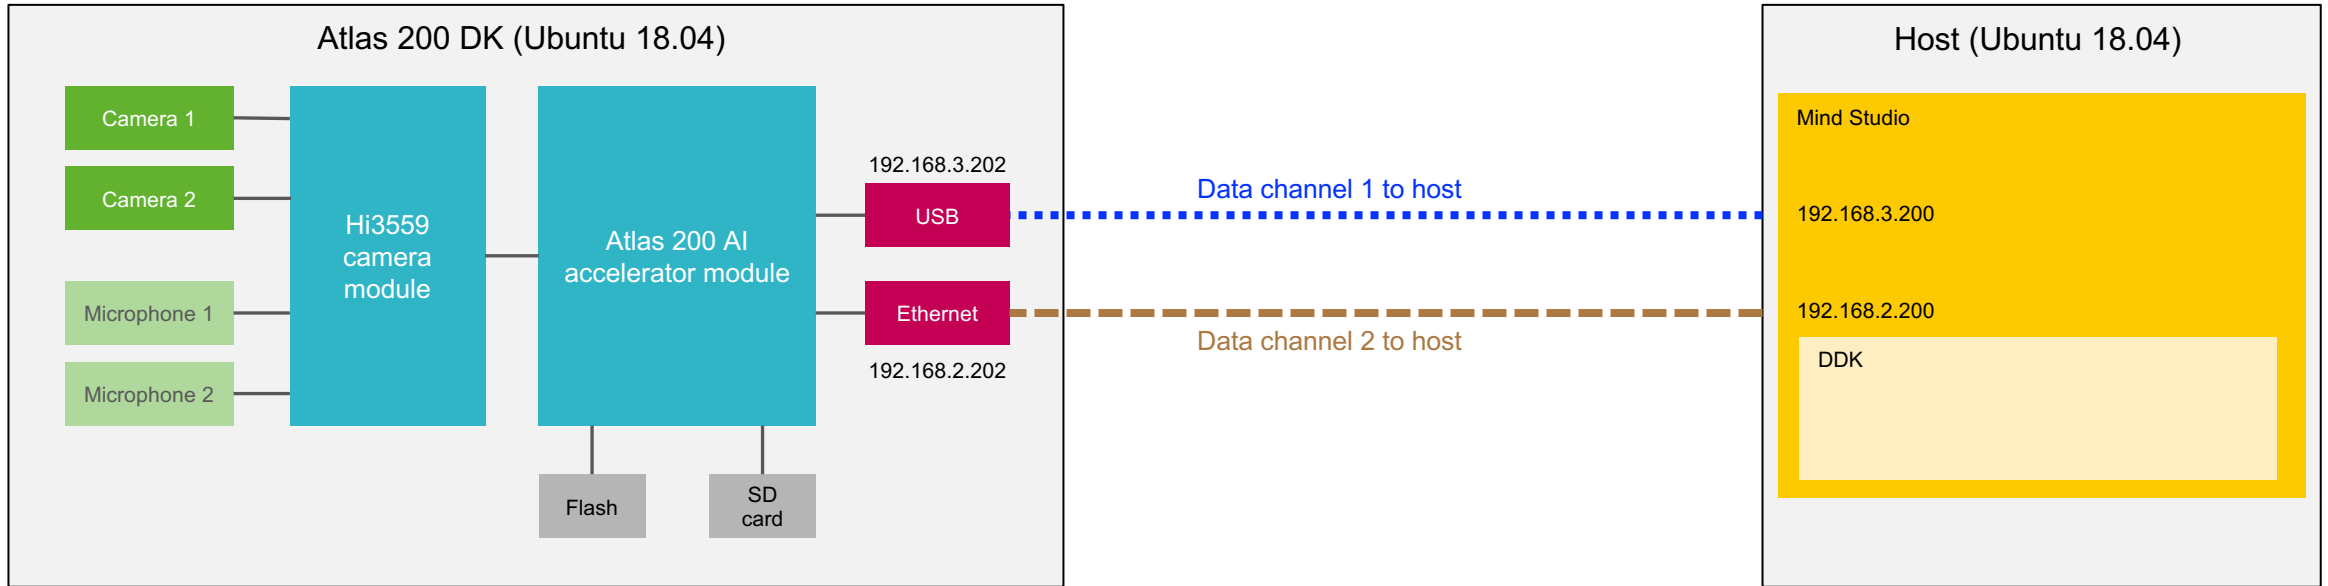 Atlas 200 DK (Ubuntu 18.04)
Camera 1
Camera 2
Microphone 1
Microphone 2
Hi3559
camera
module
Atlas 200 AI
accelerator module
192.168.3.202
USB
Ethernet
192.168.2.202
Flash
SD
card
Data channel 1 to host
Data channel 2 to host
Host (Ubuntu 18.04)
Mind Studio
192.168.3.200
192.168.2.200
DDK